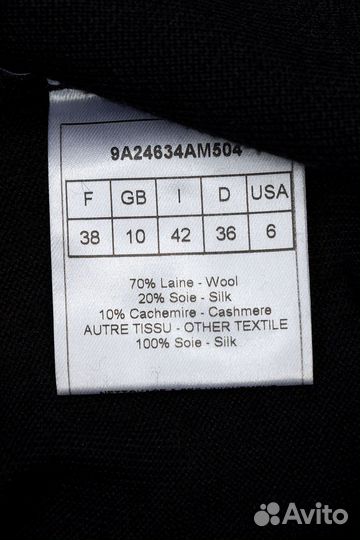 9A24634AM504
F GB I D USA
38 10 42 36 6
70% Laine - Wool
20% Soie - Silk
10% Cachemire - Cashmere
AUTRE TISSU - OTHER TEXTILE
100% Soie - Silk
Avito